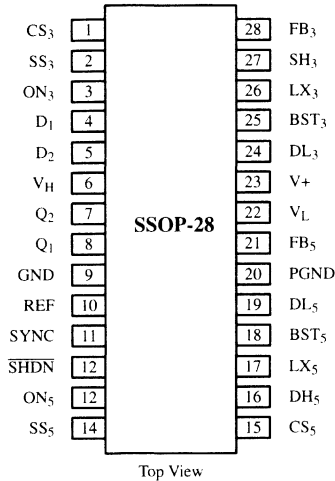 CS3 1 28 FB3
SS3 2 27 SH3
ON3 3 26 LX3
D1 4 25 BST3
D2 5 24 DL3
VH 6 23 V+
Q2 7 22 VL
SSOP-28
Q1 8 21 FB5
GND 9 20 PGND
REF 10 19 DL5
SYNC 11 18 BST5
SHDN 12 17 LX5
ON5 12 16 DH5
SS5 14 15 CS5
Top View